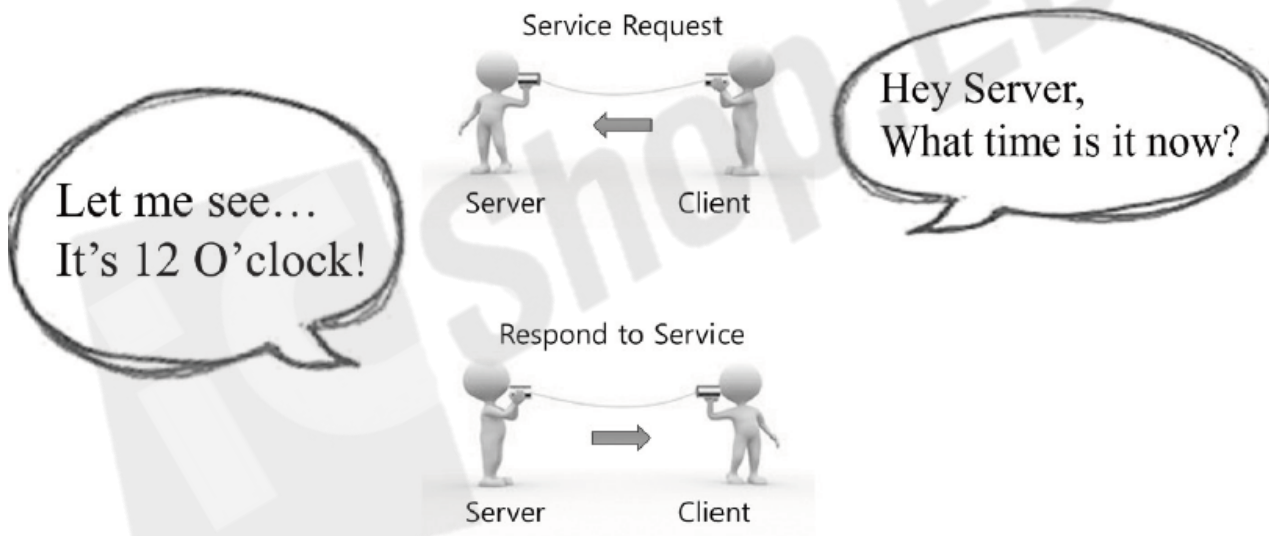 Service Request
Hey Server,
What time is it now?
Server Client
Let me see…
It’s 12 O’clock!
Respond to Service
Server Client